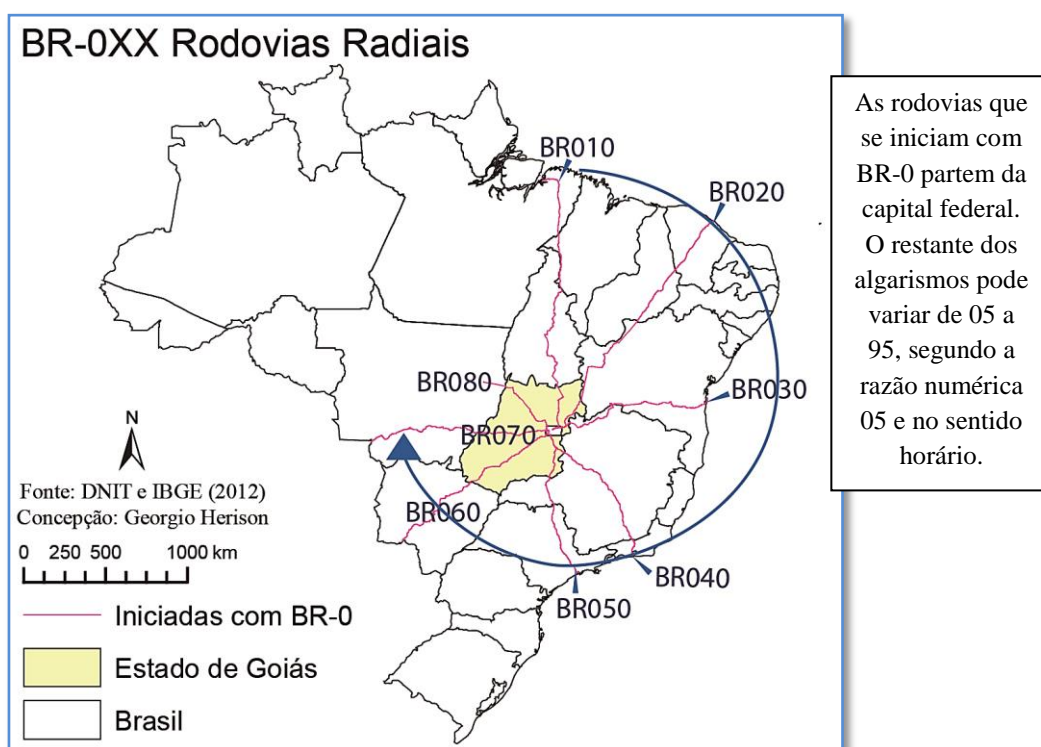 BR-0XX Rodovias Radiais
BR010
BR020
BR030
BR080
BR070
BR060
BR040
BR050
N
Fonte: DNIT e IBGE (2012)
Concepção: Georgio Herison
0 250 500 1000 km
Iniciadas com BR-0
Estado de Goiás
Brasil
As rodovias que
se iniciam com
BR-0 partem da
capital federal.
O restante dos
algarismos pode
variar de 05 a
95, segundo a
razão numérica
05 e no sentido
horário.